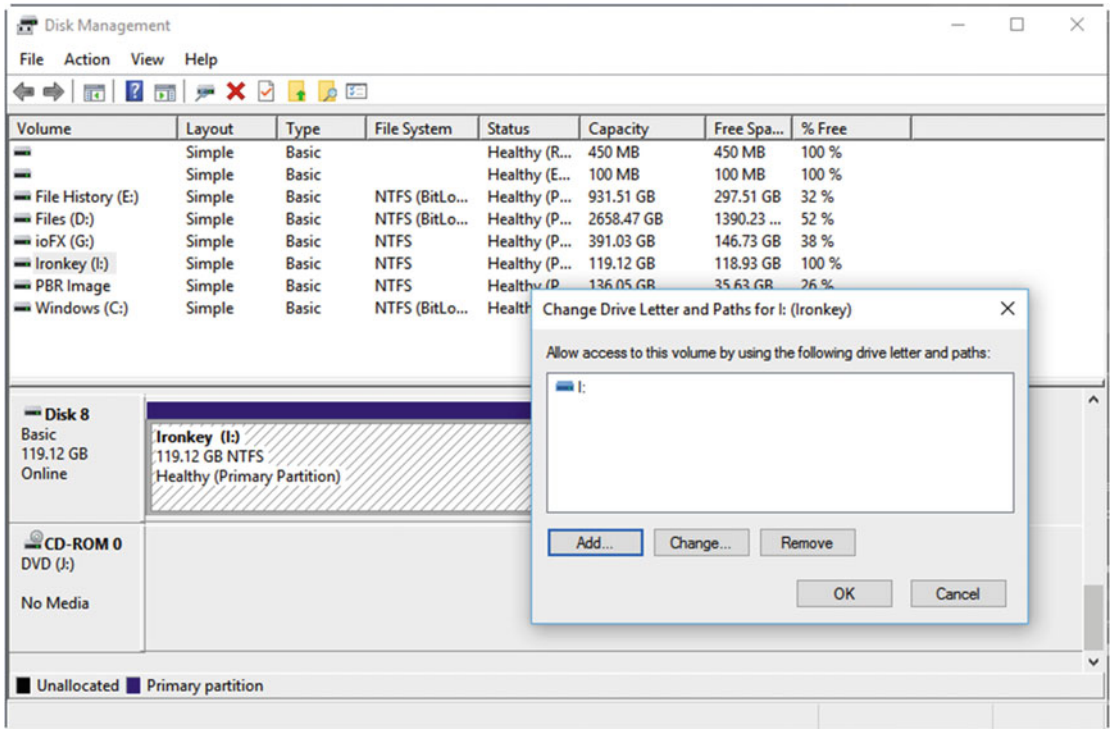 Disk Management
File Action View Help
Volume Layout Type File System Status Capacity Free Spa... % Free
Simple Basic Healthy (R... 450 MB 450 MB 100 %
Simple Basic Healthy (E... 100 MB 100 MB 100 %
File History (E:) Simple Basic NTFS (BitLo... Healthy (P... 931.51 GB 297.51 GB 32 %
Files (D:) Simple Basic NTFS (BitLo... Healthy (P... 2658.47 GB 1390.23 ... 52 %
ioFX (G:) Simple Basic NTFS Healthy (P... 391.03 GB 146.73 GB 38 %
Ironkey (I:) Simple Basic NTFS Healthy (P... 119.12 GB 118.93 GB 100 %
PBR Image Simple Basic NTFS Healthy (P 136.05 GB 35.63 GB 26 %
Windows (C:) Simple Basic NTFS (BitLo... Health
Change Drive Letter and Paths for I: (Ironkey)
Allow access to this volume by using the following drive letter and paths:
I:
Add... Change... Remove
OK Cancel
Disk 8
Basic
119.12 GB
Online
Ironkey (I:)
119.12 GB NTFS
Healthy (Primary Partition)
CD-ROM 0
DVD (J:)
No Media
Unallocated Primary partition